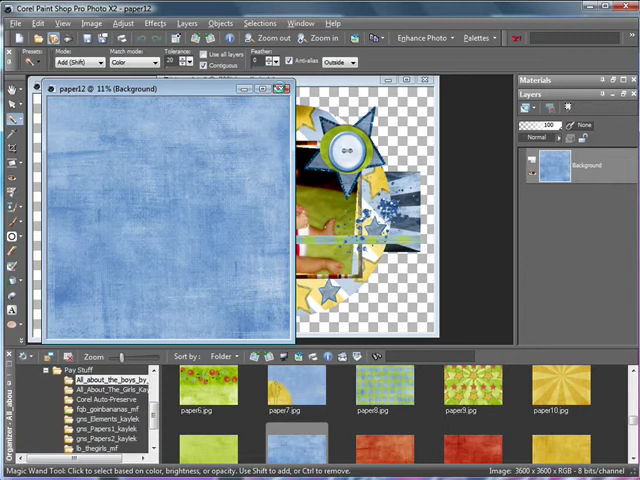 Corel Paint Shop Pro Photo X2 - paper12
File Edit View Image Adjust Effects Layers Objects Selections Window Help
Zoom out Zoom in Enhance Photo Palettes
Presets: Mode: Match mode: Tolerance: Use all layers Feather:
Add (Shift) Color 20 Contiguous 0 Anti-alias Outside
paper12 @ 11% (Background)
Materials
Layers
100 None
Normal
Background
Zoom Sort by: Folder
Pay Stuff
All_about_the_boys_by_
All_About_The_Girls_Kayl
Corel Auto-Preserve
fqb_goinbananas_mf
gns_Elements_kaylek
gns_Papers1_kaylek
gns_Papers2_kaylek
lb_thegirls_mf
Organizer - All_abou
paper6.jpg paper7.jpg paper8.jpg paper9.jpg paper10.jpg
Magic Wand Tool: Click to select based on color, brightness, or opacity. Use Shift to add, or Ctrl to remove.
Image: 3600 x 3600 x RGB - 8 bits/channel